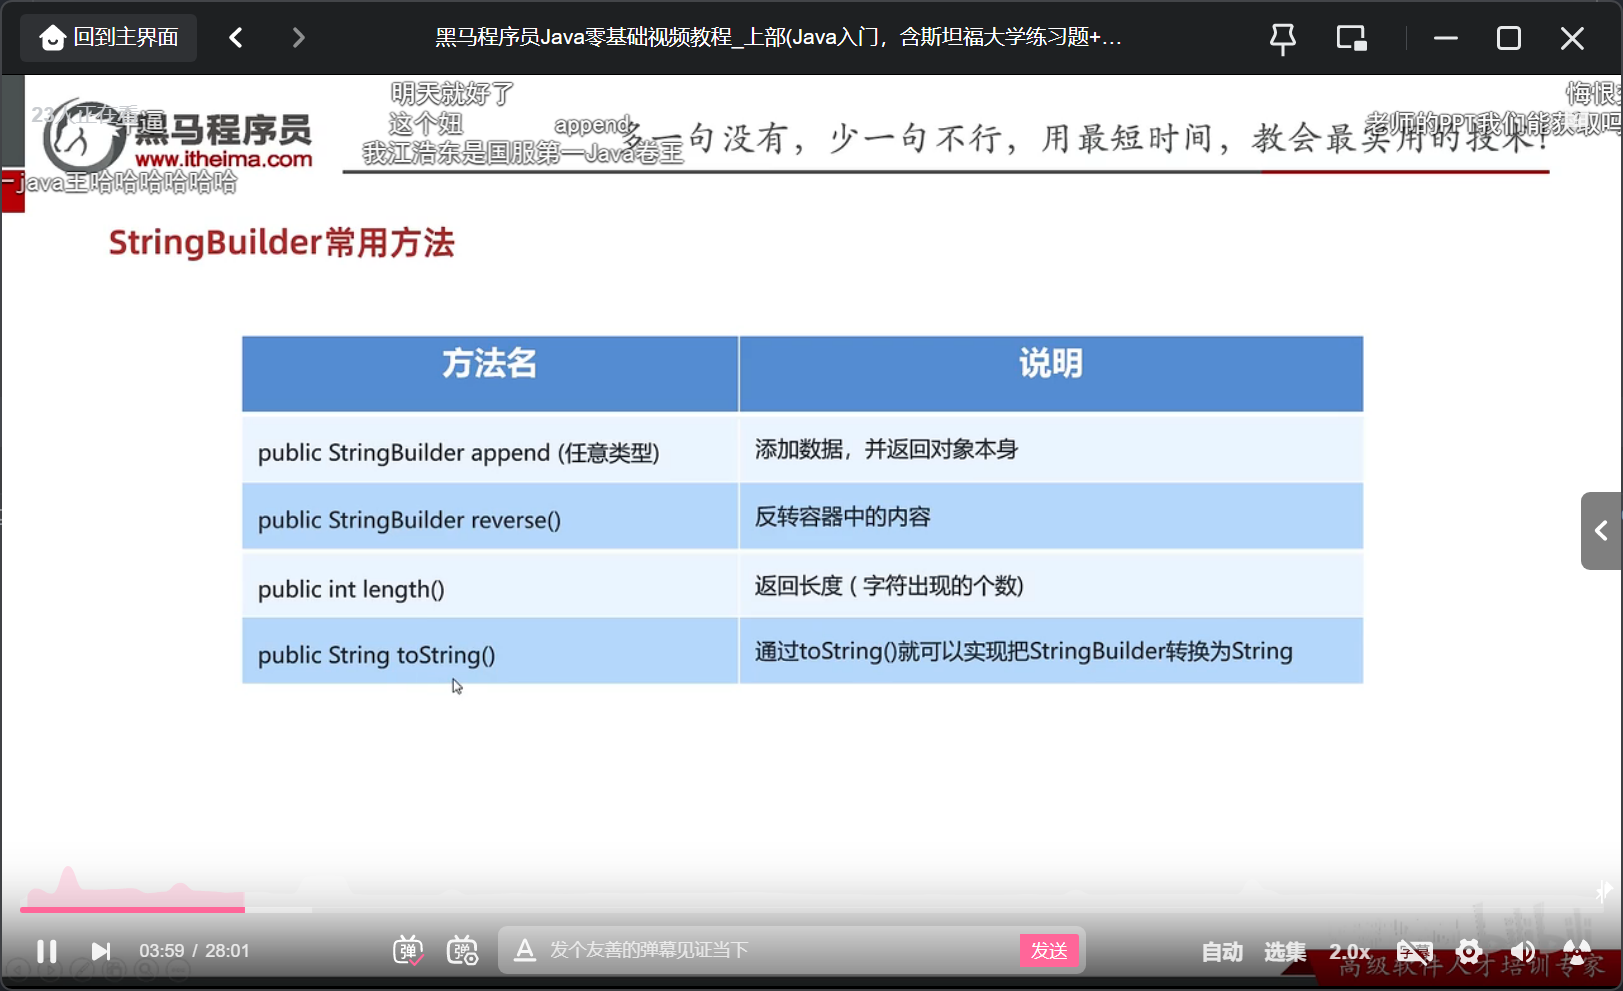 回到主界面
黑马程序员Java零基础视频教程_上部(Java入门，含斯坦福大学练习题+...
明天就好了
悔恨
这个妞
append
老师的PPT我们能获取吗
黑马程序员
多一句没有，少一句不行，用最短时间，教会最实用的技术！
我江浩东是国服第一Java卷王
www.itheima.com
一java王哈哈哈哈哈哈
StringBuilder常用方法
方法名
说明
public StringBuilder append (任意类型)
添加数据，并返回对象本身
public StringBuilder reverse()
反转容器中的内容
public int length()
返回长度 ( 字符出现的个数)
public String toString()
通过toString()就可以实现把StringBuilder转换为String
03:59 / 28:01
弹
弹
A
发个友善的弹幕见证当下
发送
自动
选集
2.0x
字幕
高级软件人才培训专家